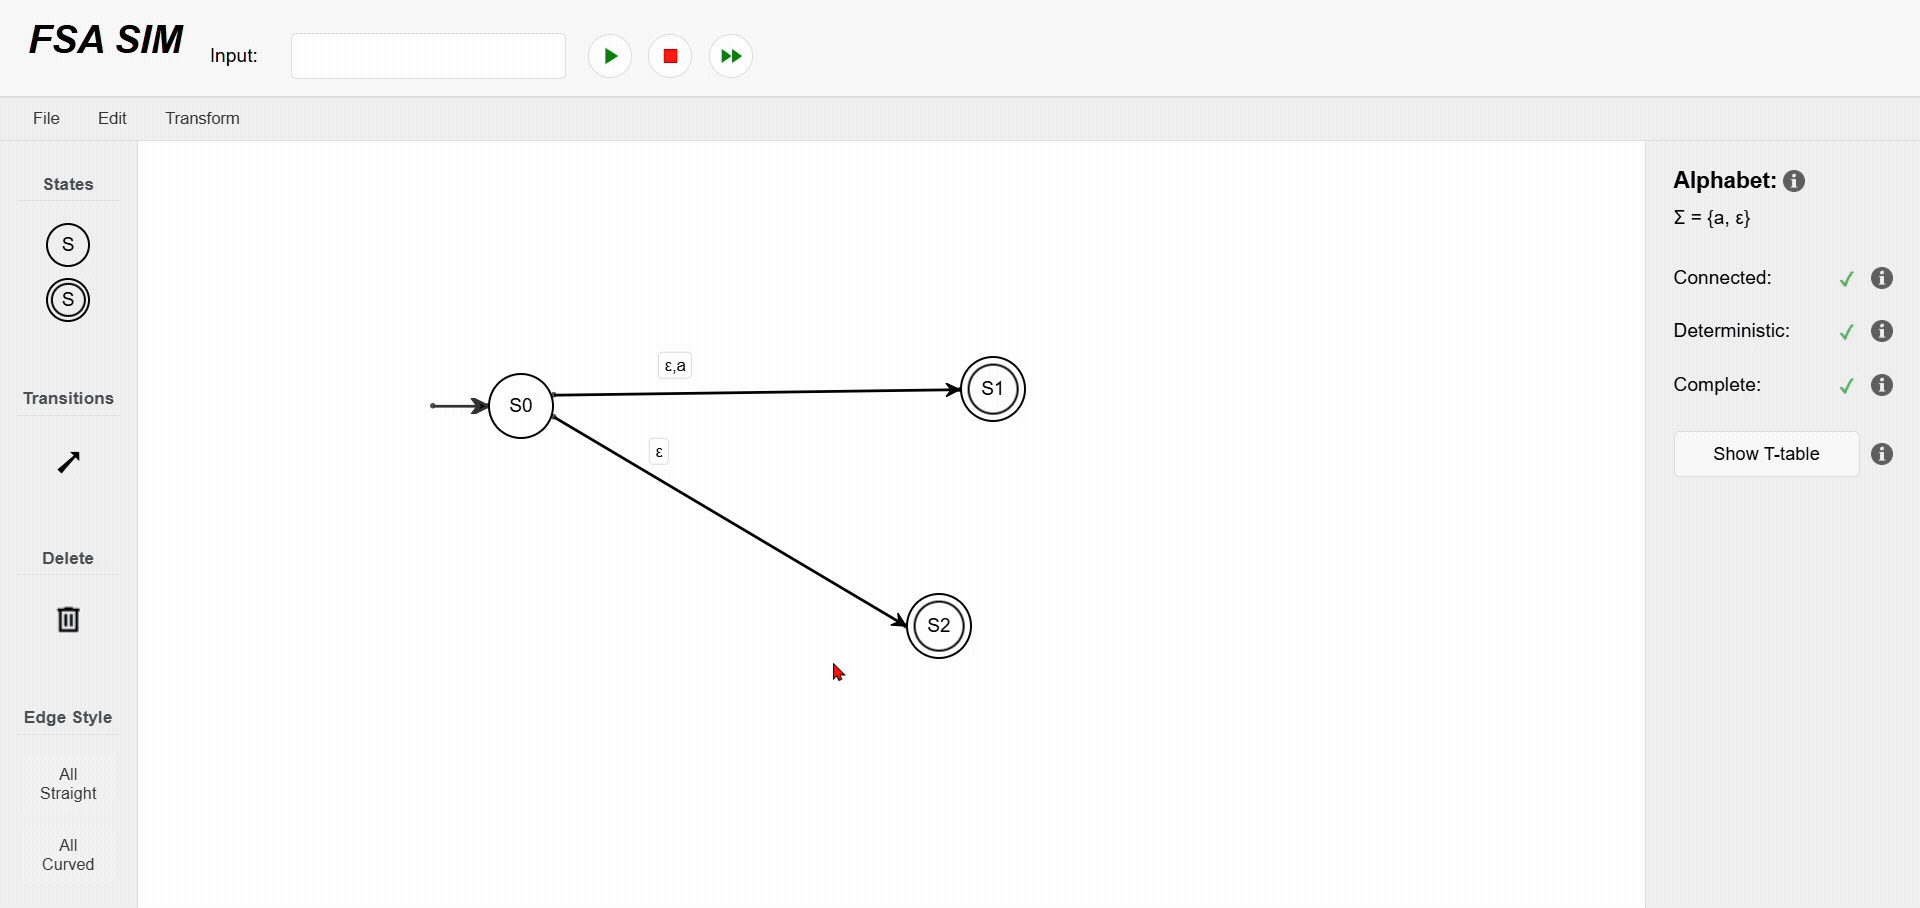 FSA SIM
Input:
File Edit Transform
States
S
S
Transitions
Delete
Edge Style
All
Straight
All
Curved
ε,a
S0
S1
ε
S2
Alphabet:
Σ = {a, ε}
Connected: ✓
Deterministic: ✓
Complete: ✓
Show T-table